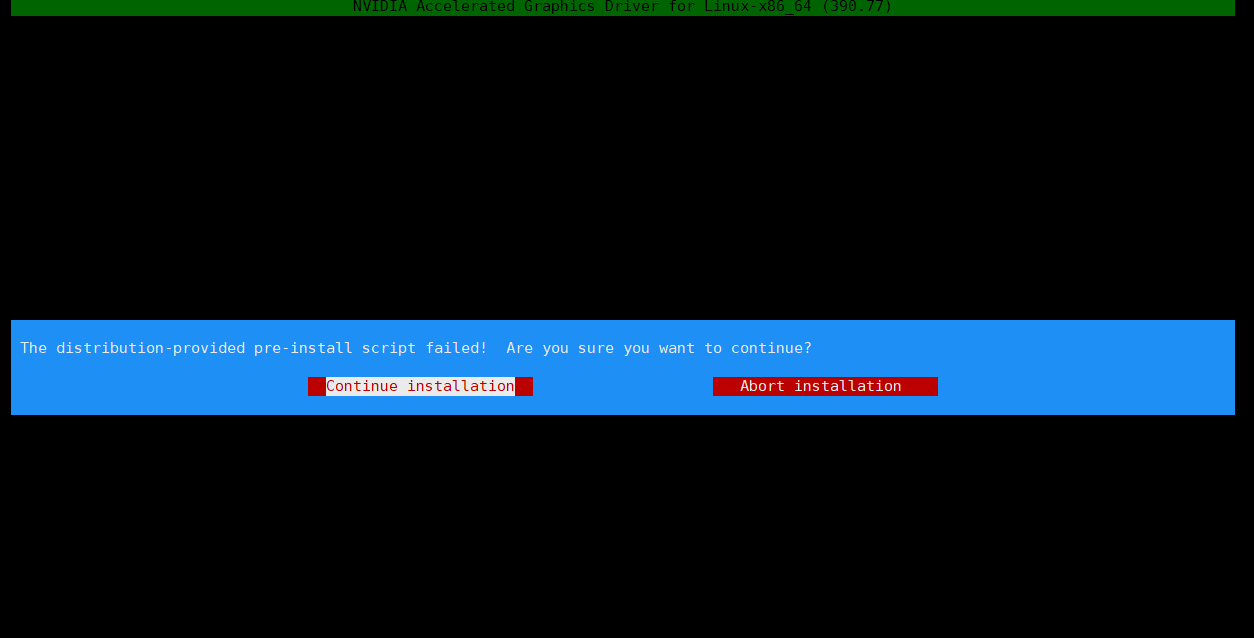 NVIDIA Accelerated Graphics Driver for Linux-x86_64 (390.77)
The distribution-provided pre-install script failed!  Are you sure you want to continue?
Continue installation
Abort installation